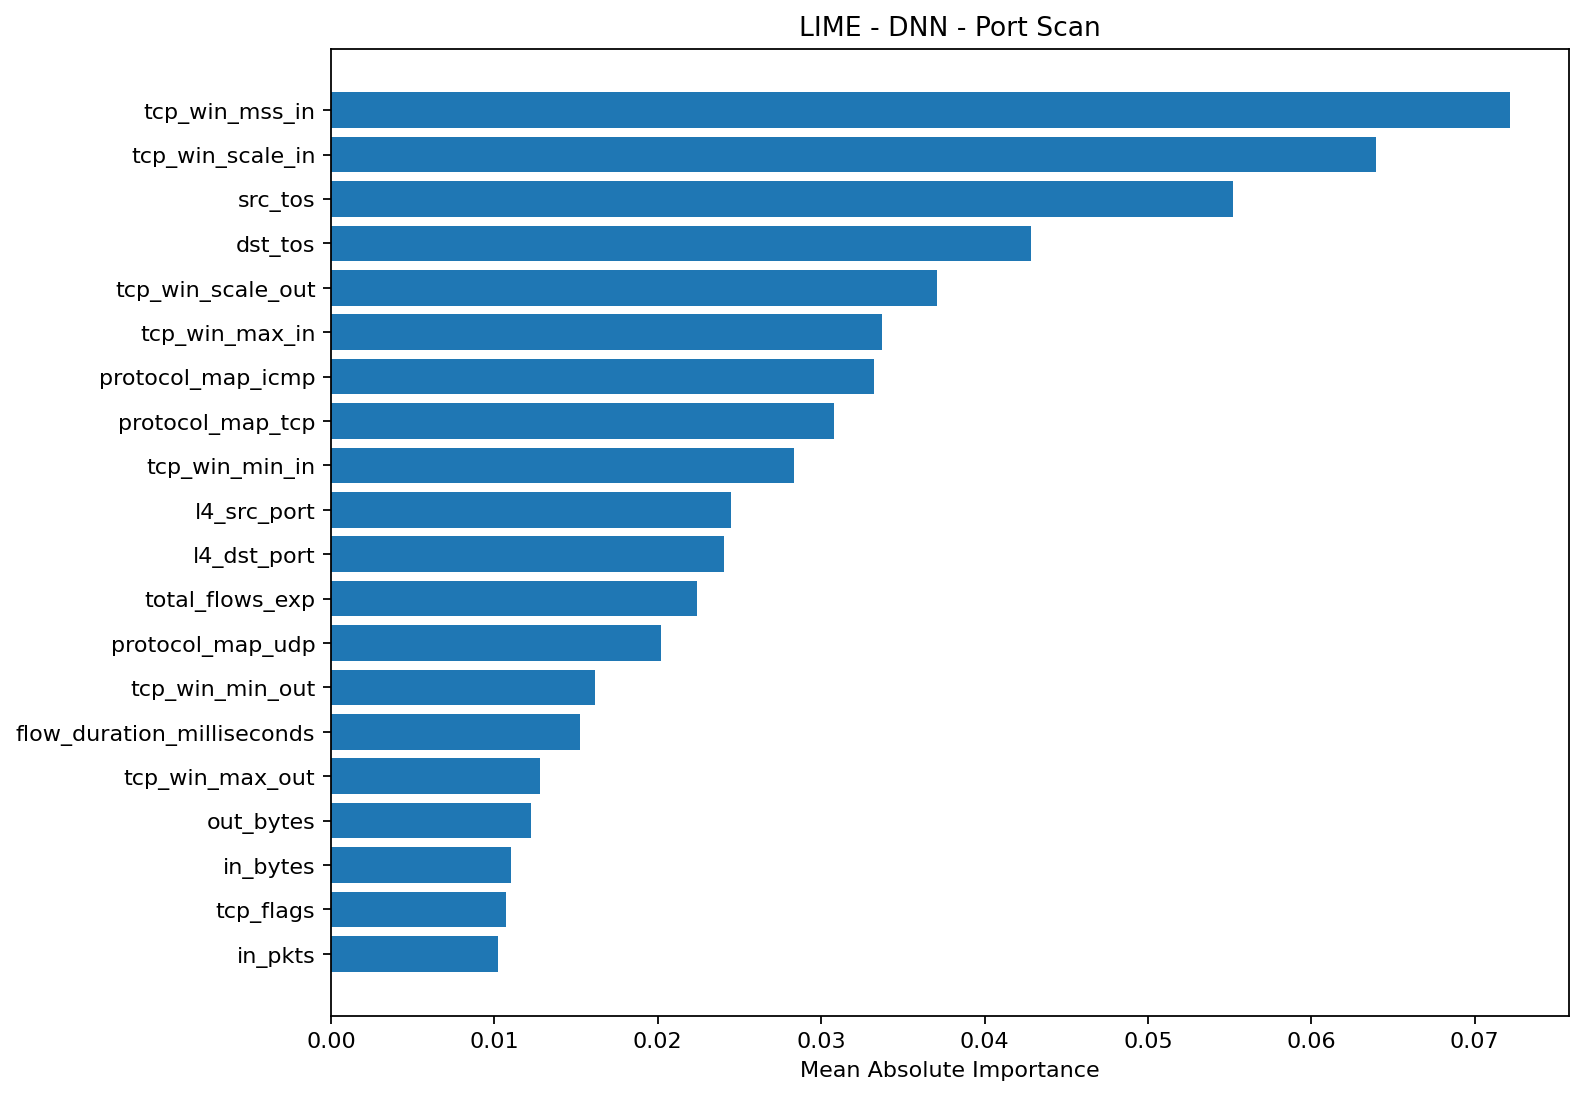 LIME - DNN - Port Scan
tcp_win_mss_in
tcp_win_scale_in
src_tos
dst_tos
tcp_win_scale_out
tcp_win_max_in
protocol_map_icmp
protocol_map_tcp
tcp_win_min_in
l4_src_port
l4_dst_port
total_flows_exp
protocol_map_udp
tcp_win_min_out
flow_duration_milliseconds
tcp_win_max_out
out_bytes
in_bytes
tcp_flags
in_pkts
0.00 0.01 0.02 0.03 0.04 0.05 0.06 0.07
Mean Absolute Importance